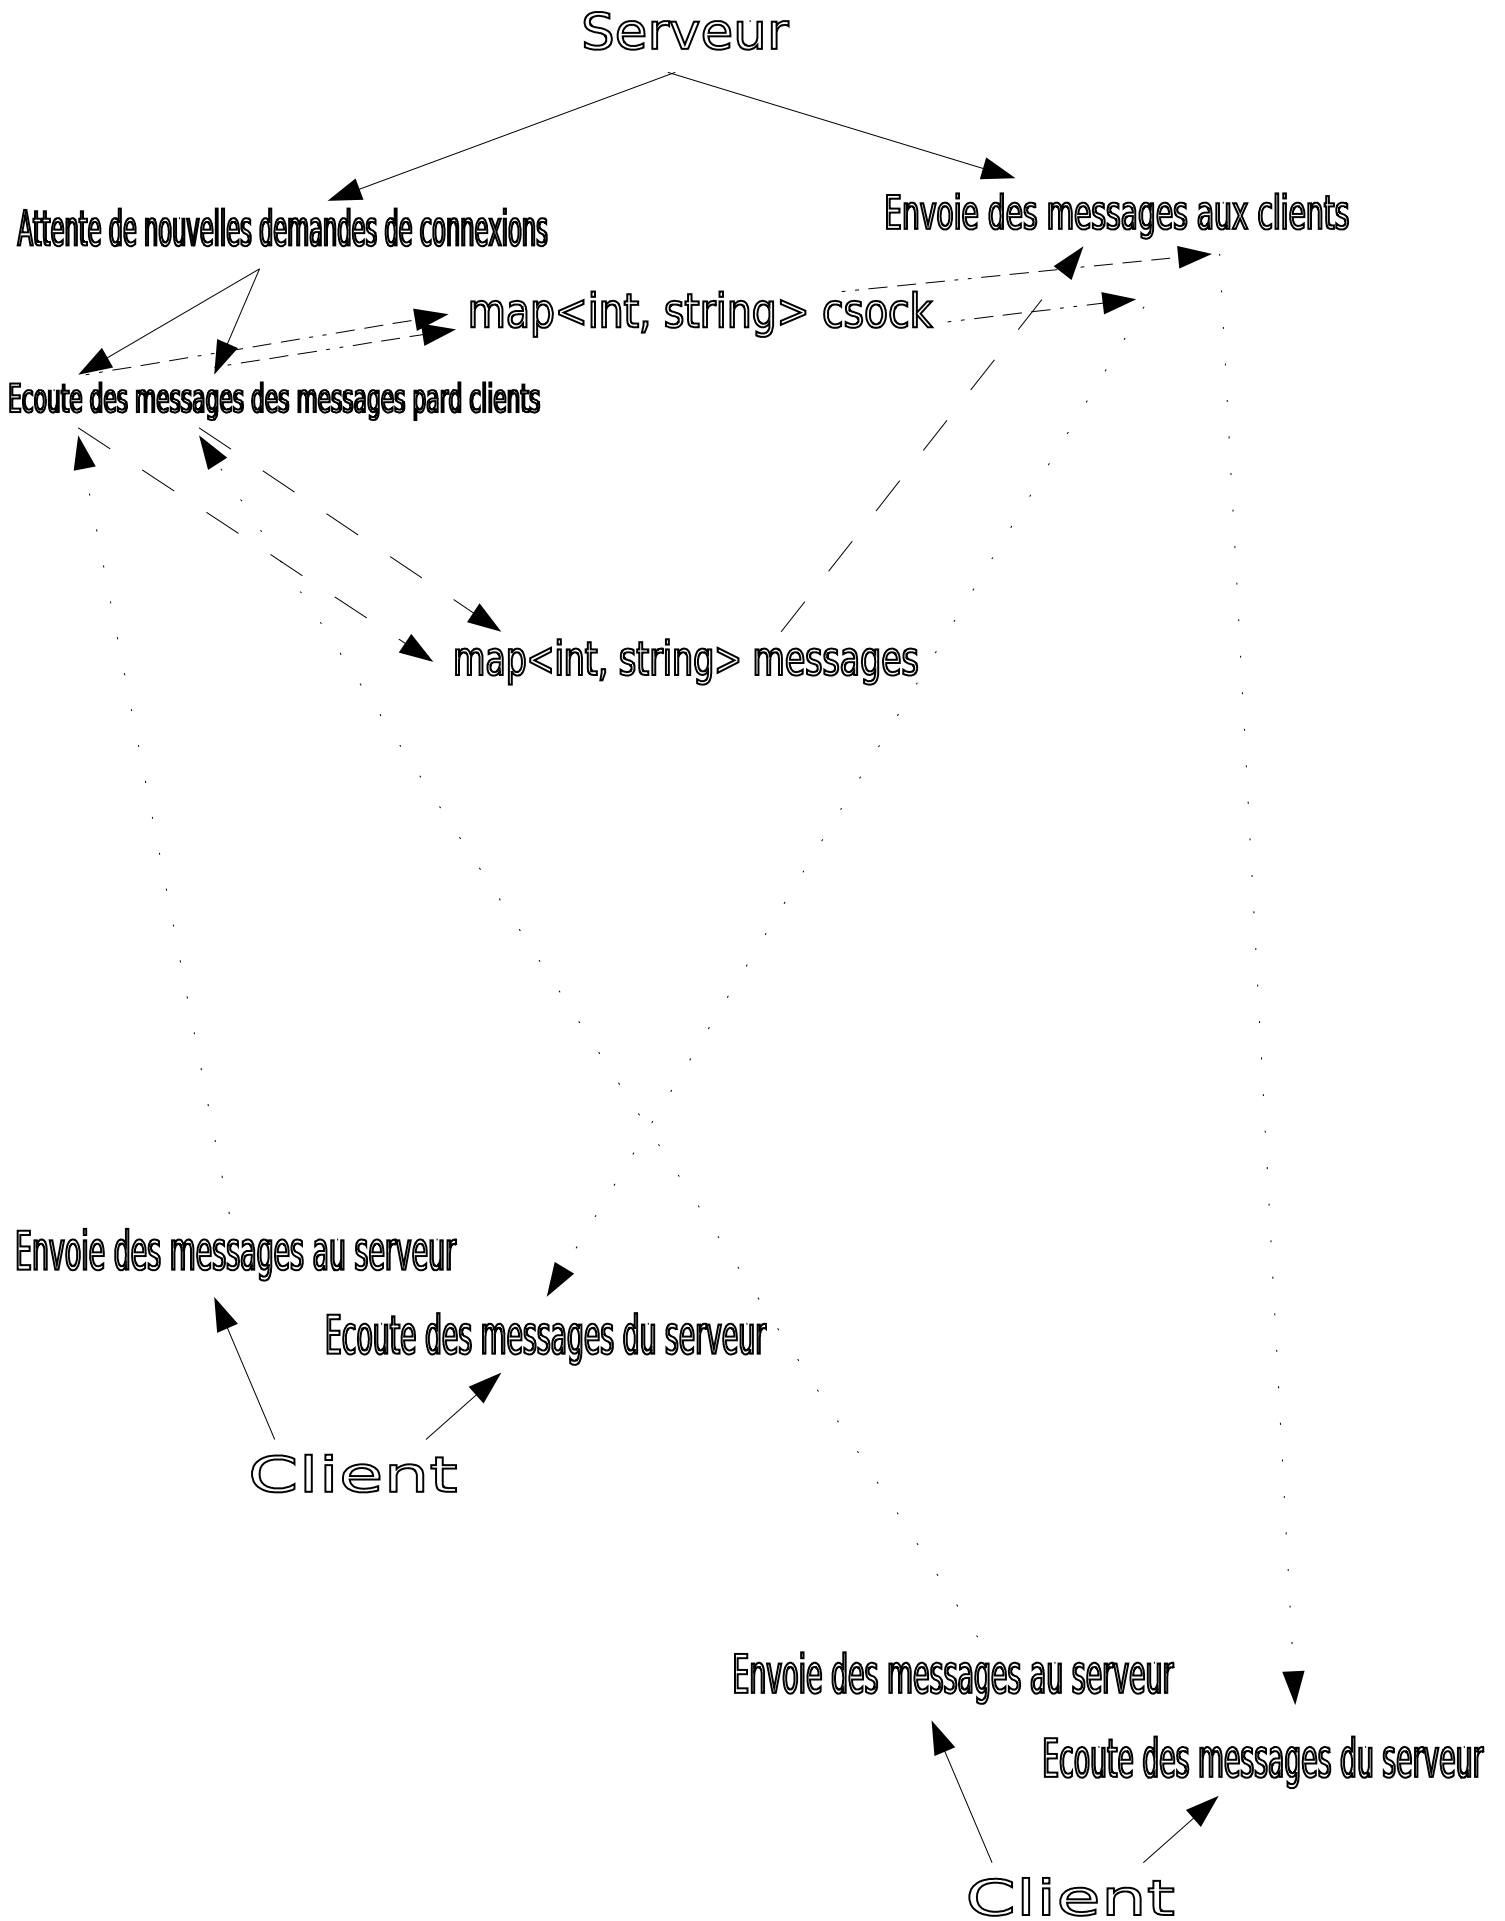 Serveur
Attente de nouvelles demandes de connexions
Envoie des messages aux clients
map<int, string> csock
Ecoute des messages des messages pard clients
map<int, string> messages
Envoie des messages au serveur
Ecoute des messages du serveur
Client
Envoie des messages au serveur
Ecoute des messages du serveur
Client